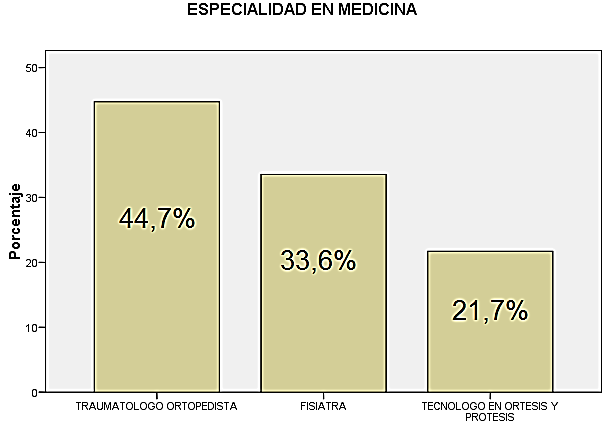 ESPECIALIDAD EN MEDICINA
Porcentaje
50
40
30
20
10
0
44,7%
33,6%
21,7%
TRAUMATOLOGO ORTOPEDISTA
FISIATRA
TECNOLOGO EN ORTESIS Y
PROTESIS